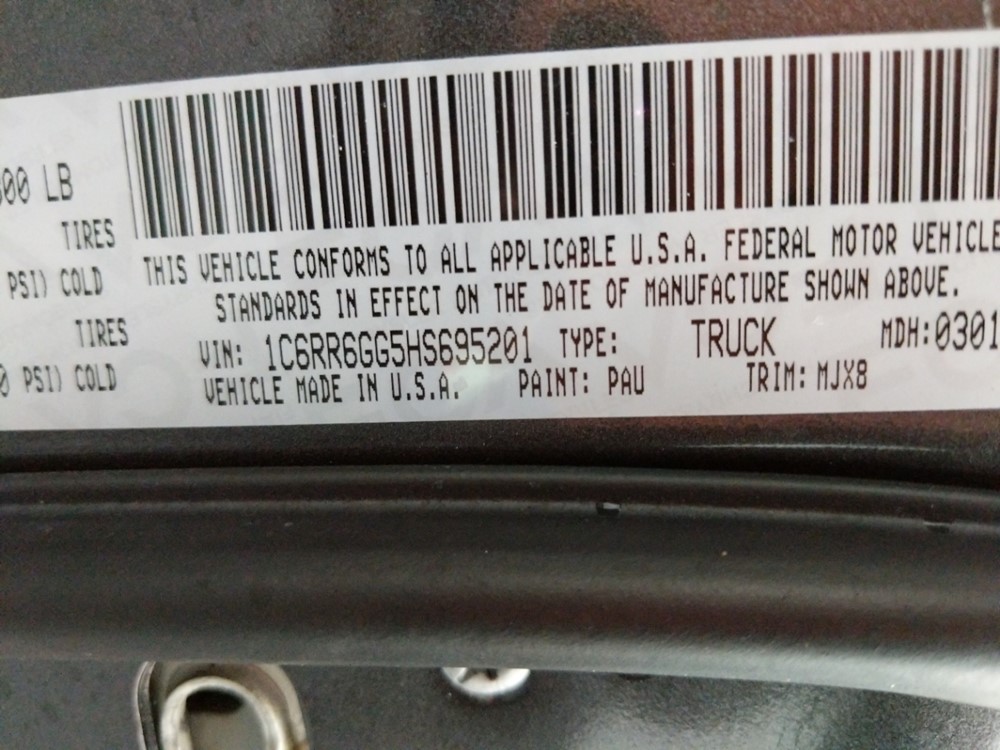 00 LB
TIRES
THIS VEHICLE CONFORMS TO ALL APPLICABLE U.S.A. FEDERAL MOTOR VEHICLE
PSI) COLD
STANDARDS IN EFFECT ON THE DATE OF MANUFACTURE SHOWN ABOVE.
TIRES
VIN: 1C6RR6GG5HS695201 TYPE: TRUCK MDH:0301
0 PSI) COLD
VEHICLE MADE IN U.S.A. PAINT: PAU TRIM: MJX8